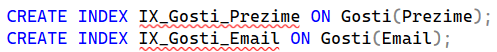 CREATE INDEX IX_Gosti_Prezime ON Gosti(Prezime);
CREATE INDEX IX_Gosti_Email ON Gosti(Email);